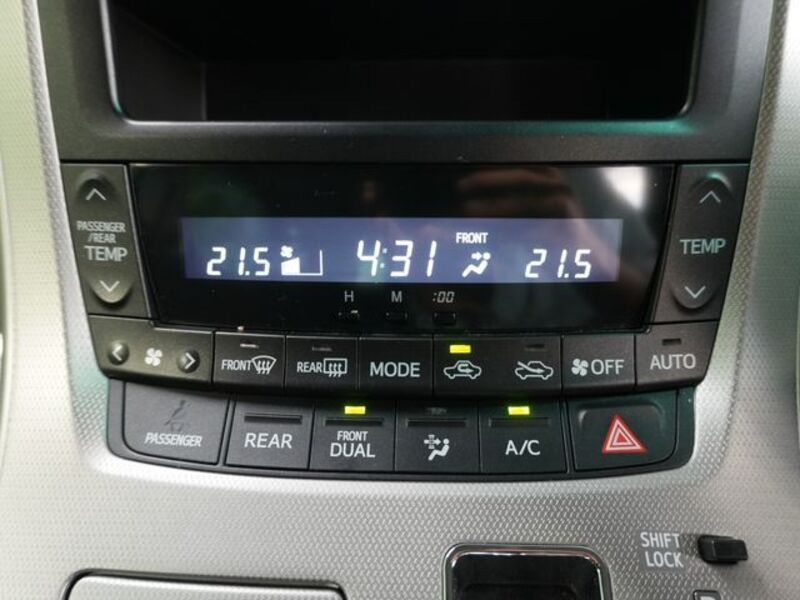 PASSENGER
/REAR
TEMP
FRONT
21.5
4:31
21.5
TEMP
H
M
:00
FRONT
REAR
MODE
OFF
AUTO
PASSENGER
REAR
FRONT
DUAL
A/C
SHIFT
LOCK